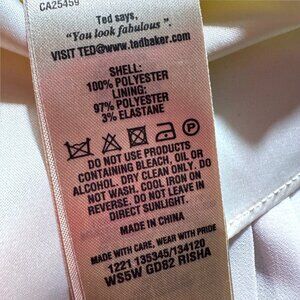 CA25459
Ted says,
"You look fabulous".
VISIT TED@www.tedbaker.com
SHELL:
100% POLYESTER
LINING:
97% POLYESTER
3% ELASTANE
DO NOT USE PRODUCTS
CONTAINING BLEACH, OIL OR
ALCOHOL. DRY CLEAN ONLY. DO
NOT WASH. COOL IRON ON
REVERSE. DO NOT LEAVE IN
DIRECT SUNLIGHT.
MADE IN CHINA
MADE WITH CARE, WEAR WITH PRIDE
1221 135345/134120
WS5W GD82 RISHA